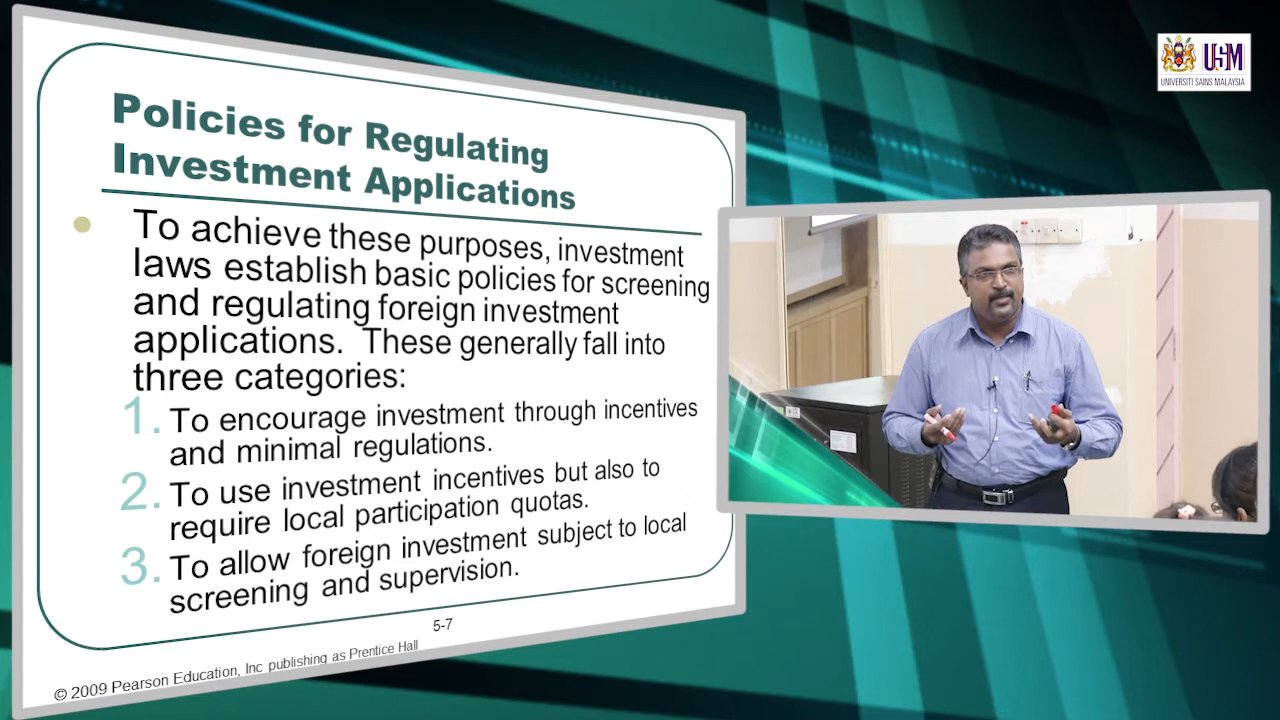 USM
UNIVERSITI SAINS MALAYSIA
Policies for Regulating
Investment Applications
To achieve these purposes, investment
laws establish basic policies for screening
and regulating foreign investment
applications. These generally fall into
three categories:
1. To encourage investment through incentives
and minimal regulations.
2. To use investment incentives but also to
require local participation quotas.
3. To allow foreign investment subject to local
screening and supervision.
5-7
© 2009 Pearson Education, Inc publishing as Prentice Hall